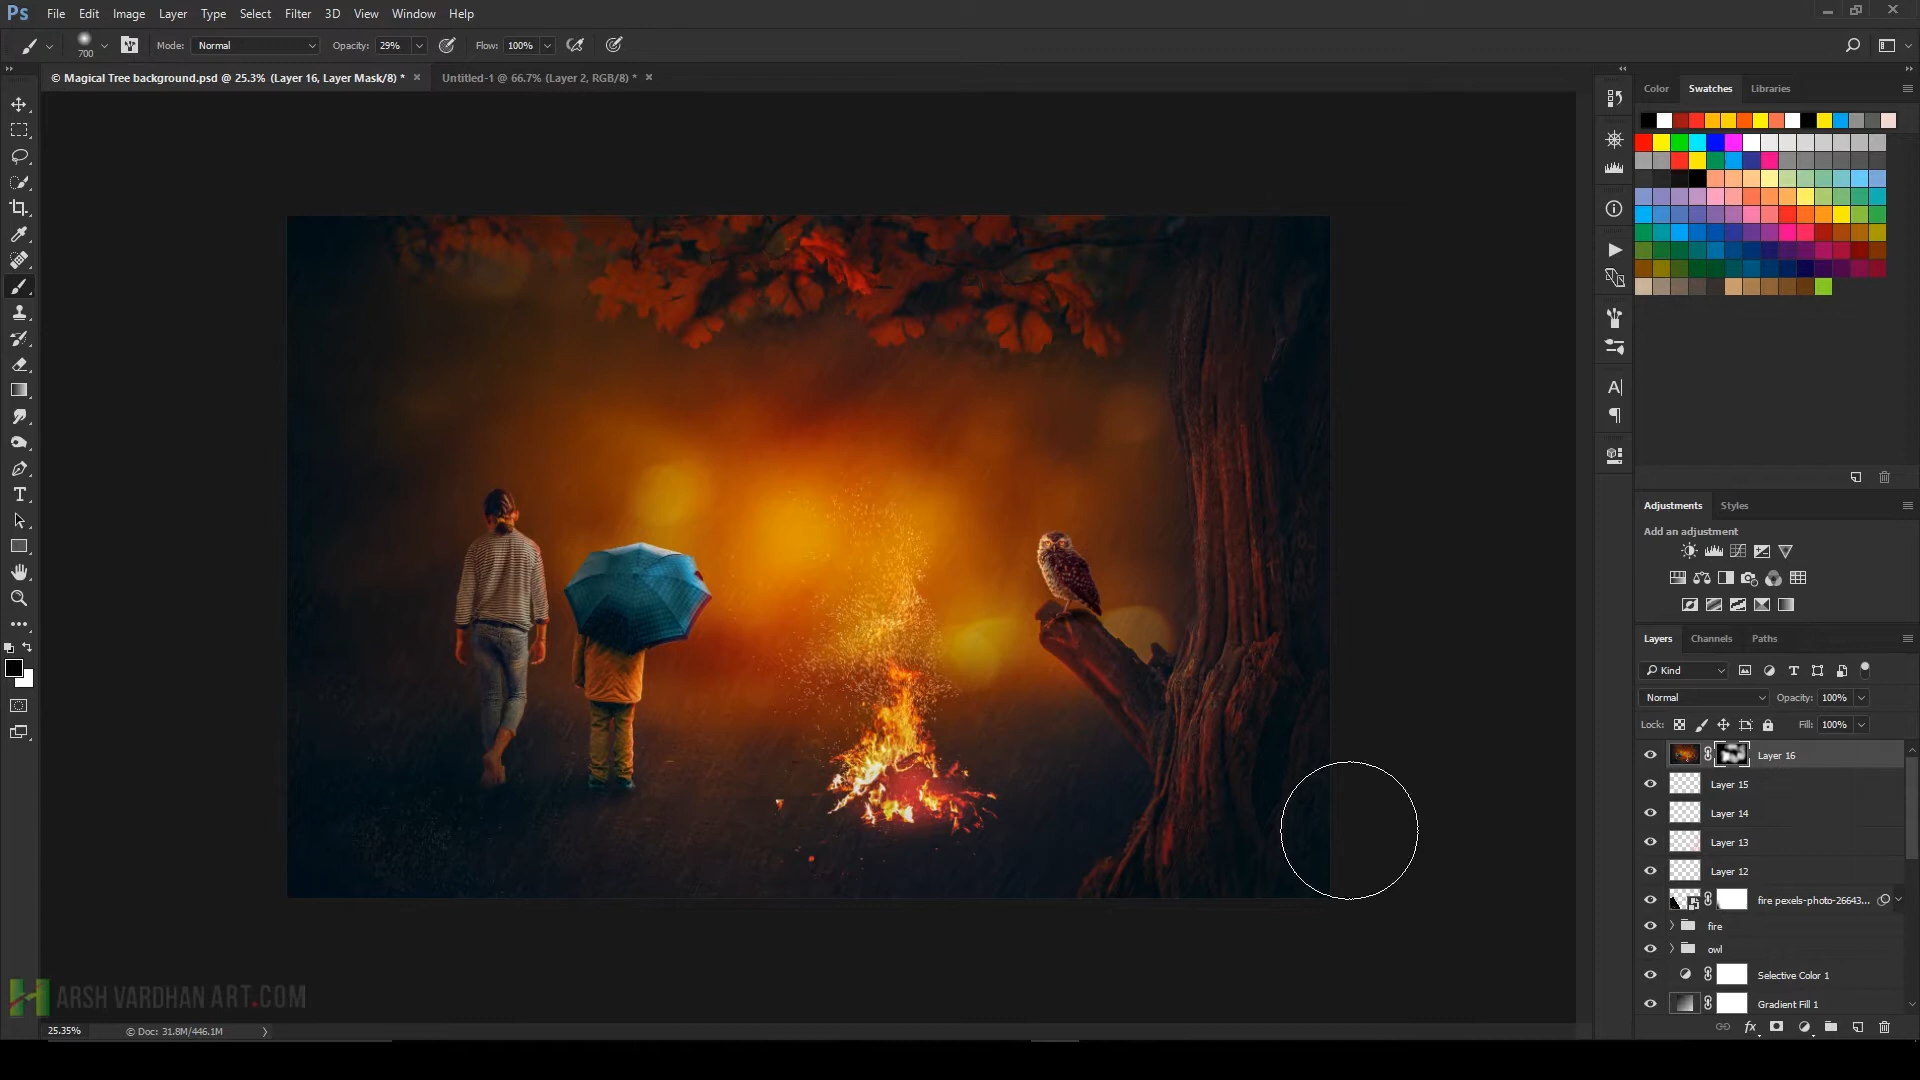 Ps File Edit Image Layer Type Select Filter 3D View Window Help
700 Mode: Normal Opacity: 29% Flow: 100%
© Magical Tree background.psd @ 25.3% (Layer 16, Layer Mask/8) * × Untitled-1 @ 66.7% (Layer 2, RGB/8) * ×
Color Swatches Libraries
Adjustments Styles
Add an adjustment
Layers Channels Paths
Kind
Normal Opacity: 100%
Lock: Fill: 100%
Layer 16
Layer 15
Layer 14
Layer 13
Layer 12
fire pexels-photo-26643...
fire
owl
Selective Color 1
Gradient Fill 1
fx
H ARSH VARDHAN ART.COM
25.35% © Doc: 31.8M/446.1M